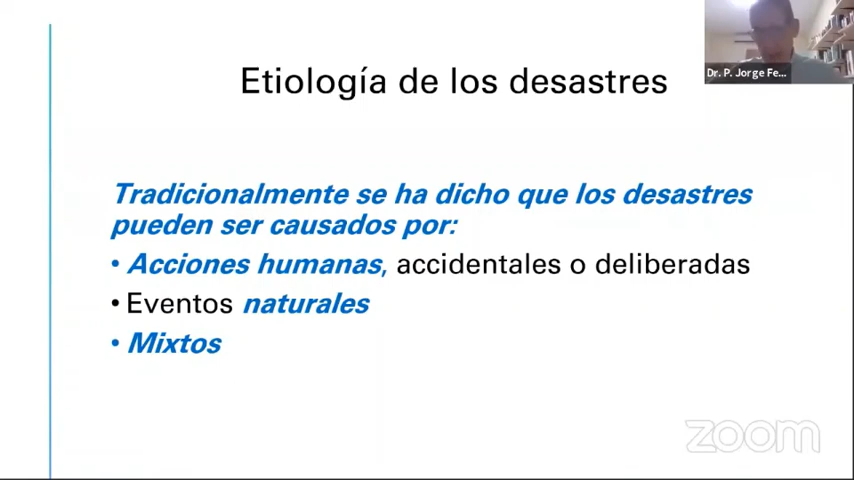 Etiología de los desastres
Dr. P. Jorge Fe...
Tradicionalmente se ha dicho que los desastres
pueden ser causados por:
• Acciones humanas, accidentales o deliberadas
• Eventos naturales
• Mixtos
zoom